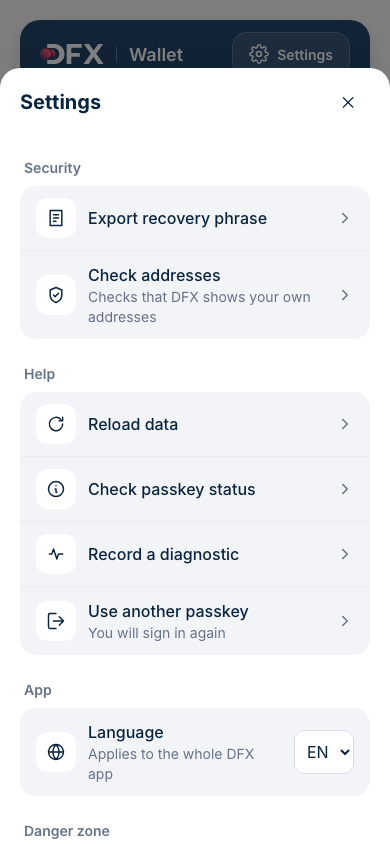 DFX
Wallet
Settings
Settings
Security
Export recovery phrase
Check addresses
Checks that DFX shows your own
addresses
Help
Reload data
Check passkey status
Record a diagnostic
Use another passkey
You will sign in again
App
Language
Applies to the whole DFX
app
EN
Danger zone